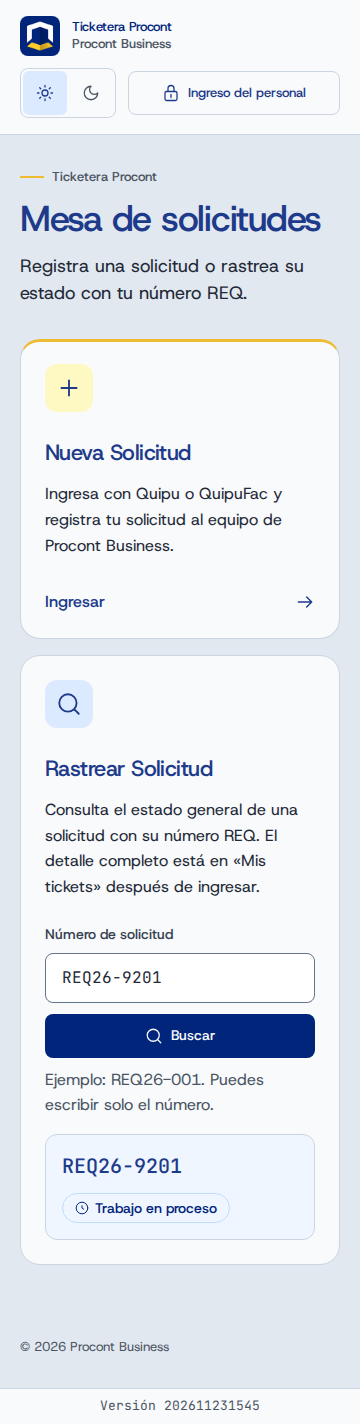 Ticketera Procont
Procont Business
Ingreso del personal
Ticketera Procont
Mesa de solicitudes
Registra una solicitud o rastrea su
estado con tu número REQ.
Nueva Solicitud
Ingresa con Quipu o QuipuFac y
registra tu solicitud al equipo de
Procont Business.
Ingresar
Rastrear Solicitud
Consulta el estado general de una
solicitud con su número REQ. El
detalle completo está en «Mis
tickets» después de ingresar.
Número de solicitud
REQ26-9201
Buscar
Ejemplo: REQ26-001. Puedes
escribir solo el número.
REQ26-9201
Trabajo en proceso
© 2026 Procont Business
Versión 202611231545